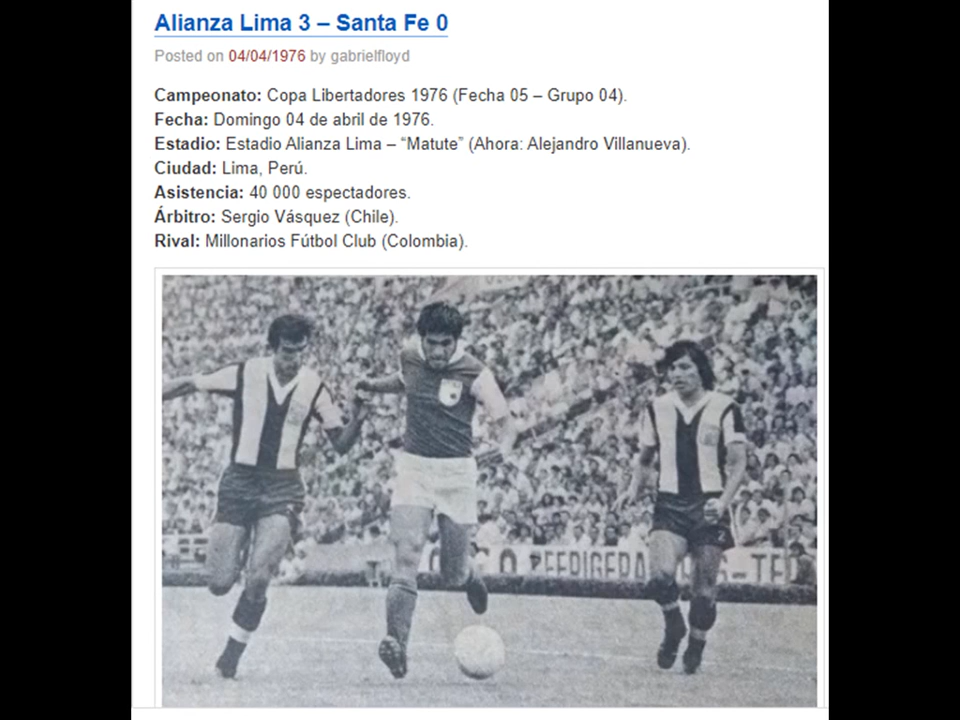 Alianza Lima 3 – Santa Fe 0
Posted on 04/04/1976 by gabrielfloyd
Campeonato: Copa Libertadores 1976 (Fecha 05 – Grupo 04).
Fecha: Domingo 04 de abril de 1976.
Estadio: Estadio Alianza Lima – “Matute” (Ahora: Alejandro Villanueva).
Ciudad: Lima, Perú.
Asistencia: 40 000 espectadores.
Árbitro: Sergio Vásquez (Chile).
Rival: Millonarios Fútbol Club (Colombia).
2